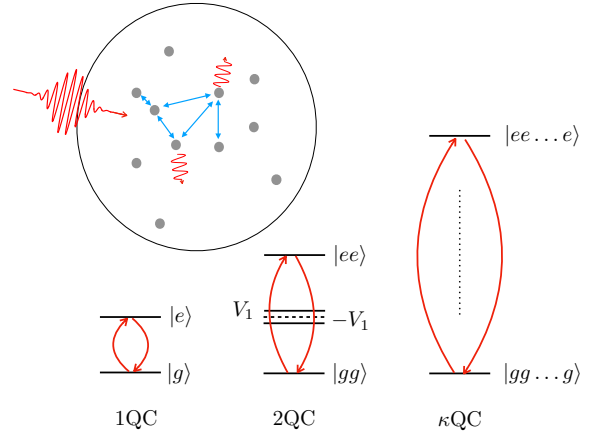 |ee . . . e⟩
|ee⟩
V₁
−V₁
|e⟩
|g⟩
|gg⟩
|gg . . . g⟩
1QC
2QC
κQC